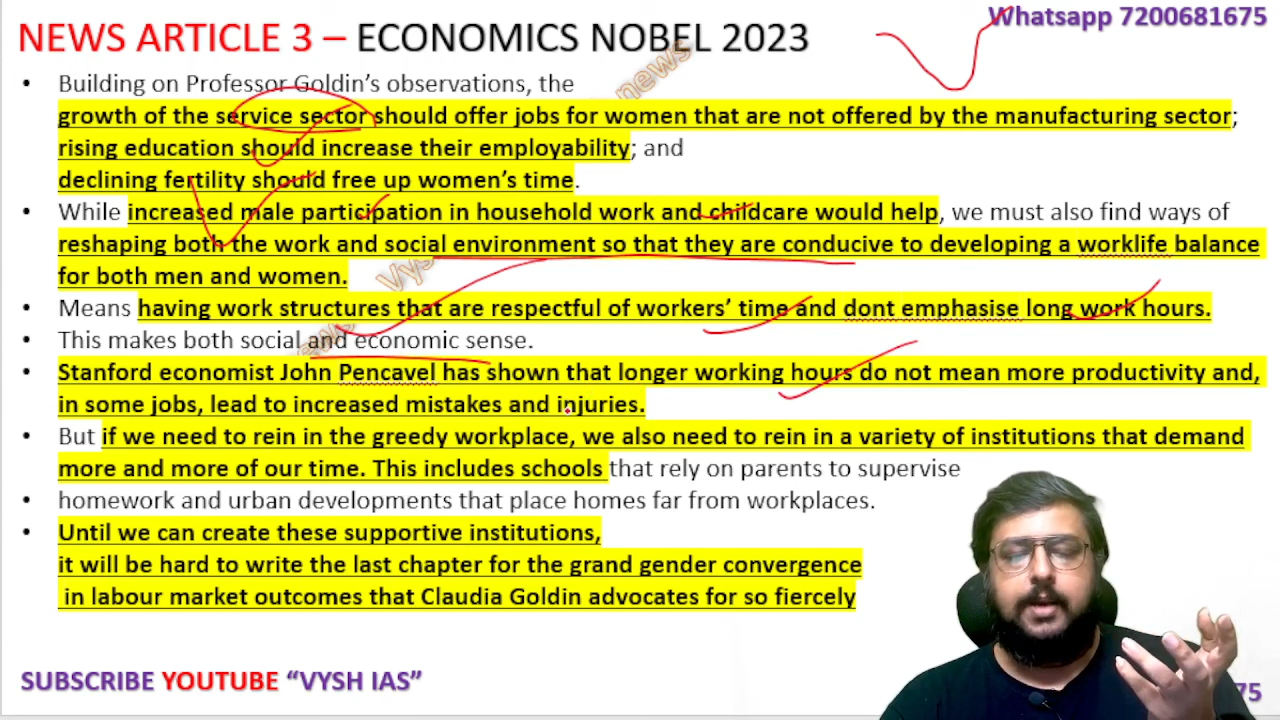 Whatsapp 7200681675
NEWS ARTICLE 3 – ECONOMICS NOBEL 2023
• Building on Professor Goldin’s observations, the
growth of the service sector should offer jobs for women that are not offered by the manufacturing sector;
rising education should increase their employability; and
declining fertility should free up women’s time.
• While increased male participation in household work and childcare would help, we must also find ways of
reshaping both the work and social environment so that they are conducive to developing a worklife balance
for both men and women.
• Means having work structures that are respectful of workers’ time and dont emphasise long work hours.
• This makes both social and economic sense.
• Stanford economist John Pencavel has shown that longer working hours do not mean more productivity and,
in some jobs, lead to increased mistakes and injuries.
• But if we need to rein in the greedy workplace, we also need to rein in a variety of institutions that demand
more and more of our time. This includes schools that rely on parents to supervise
• homework and urban developments that place homes far from workplaces.
• Until we can create these supportive institutions,
it will be hard to write the last chapter for the grand gender convergence
in labour market outcomes that Claudia Goldin advocates for so fiercely
SUBSCRIBE YOUTUBE “VYSH IAS”
75
news